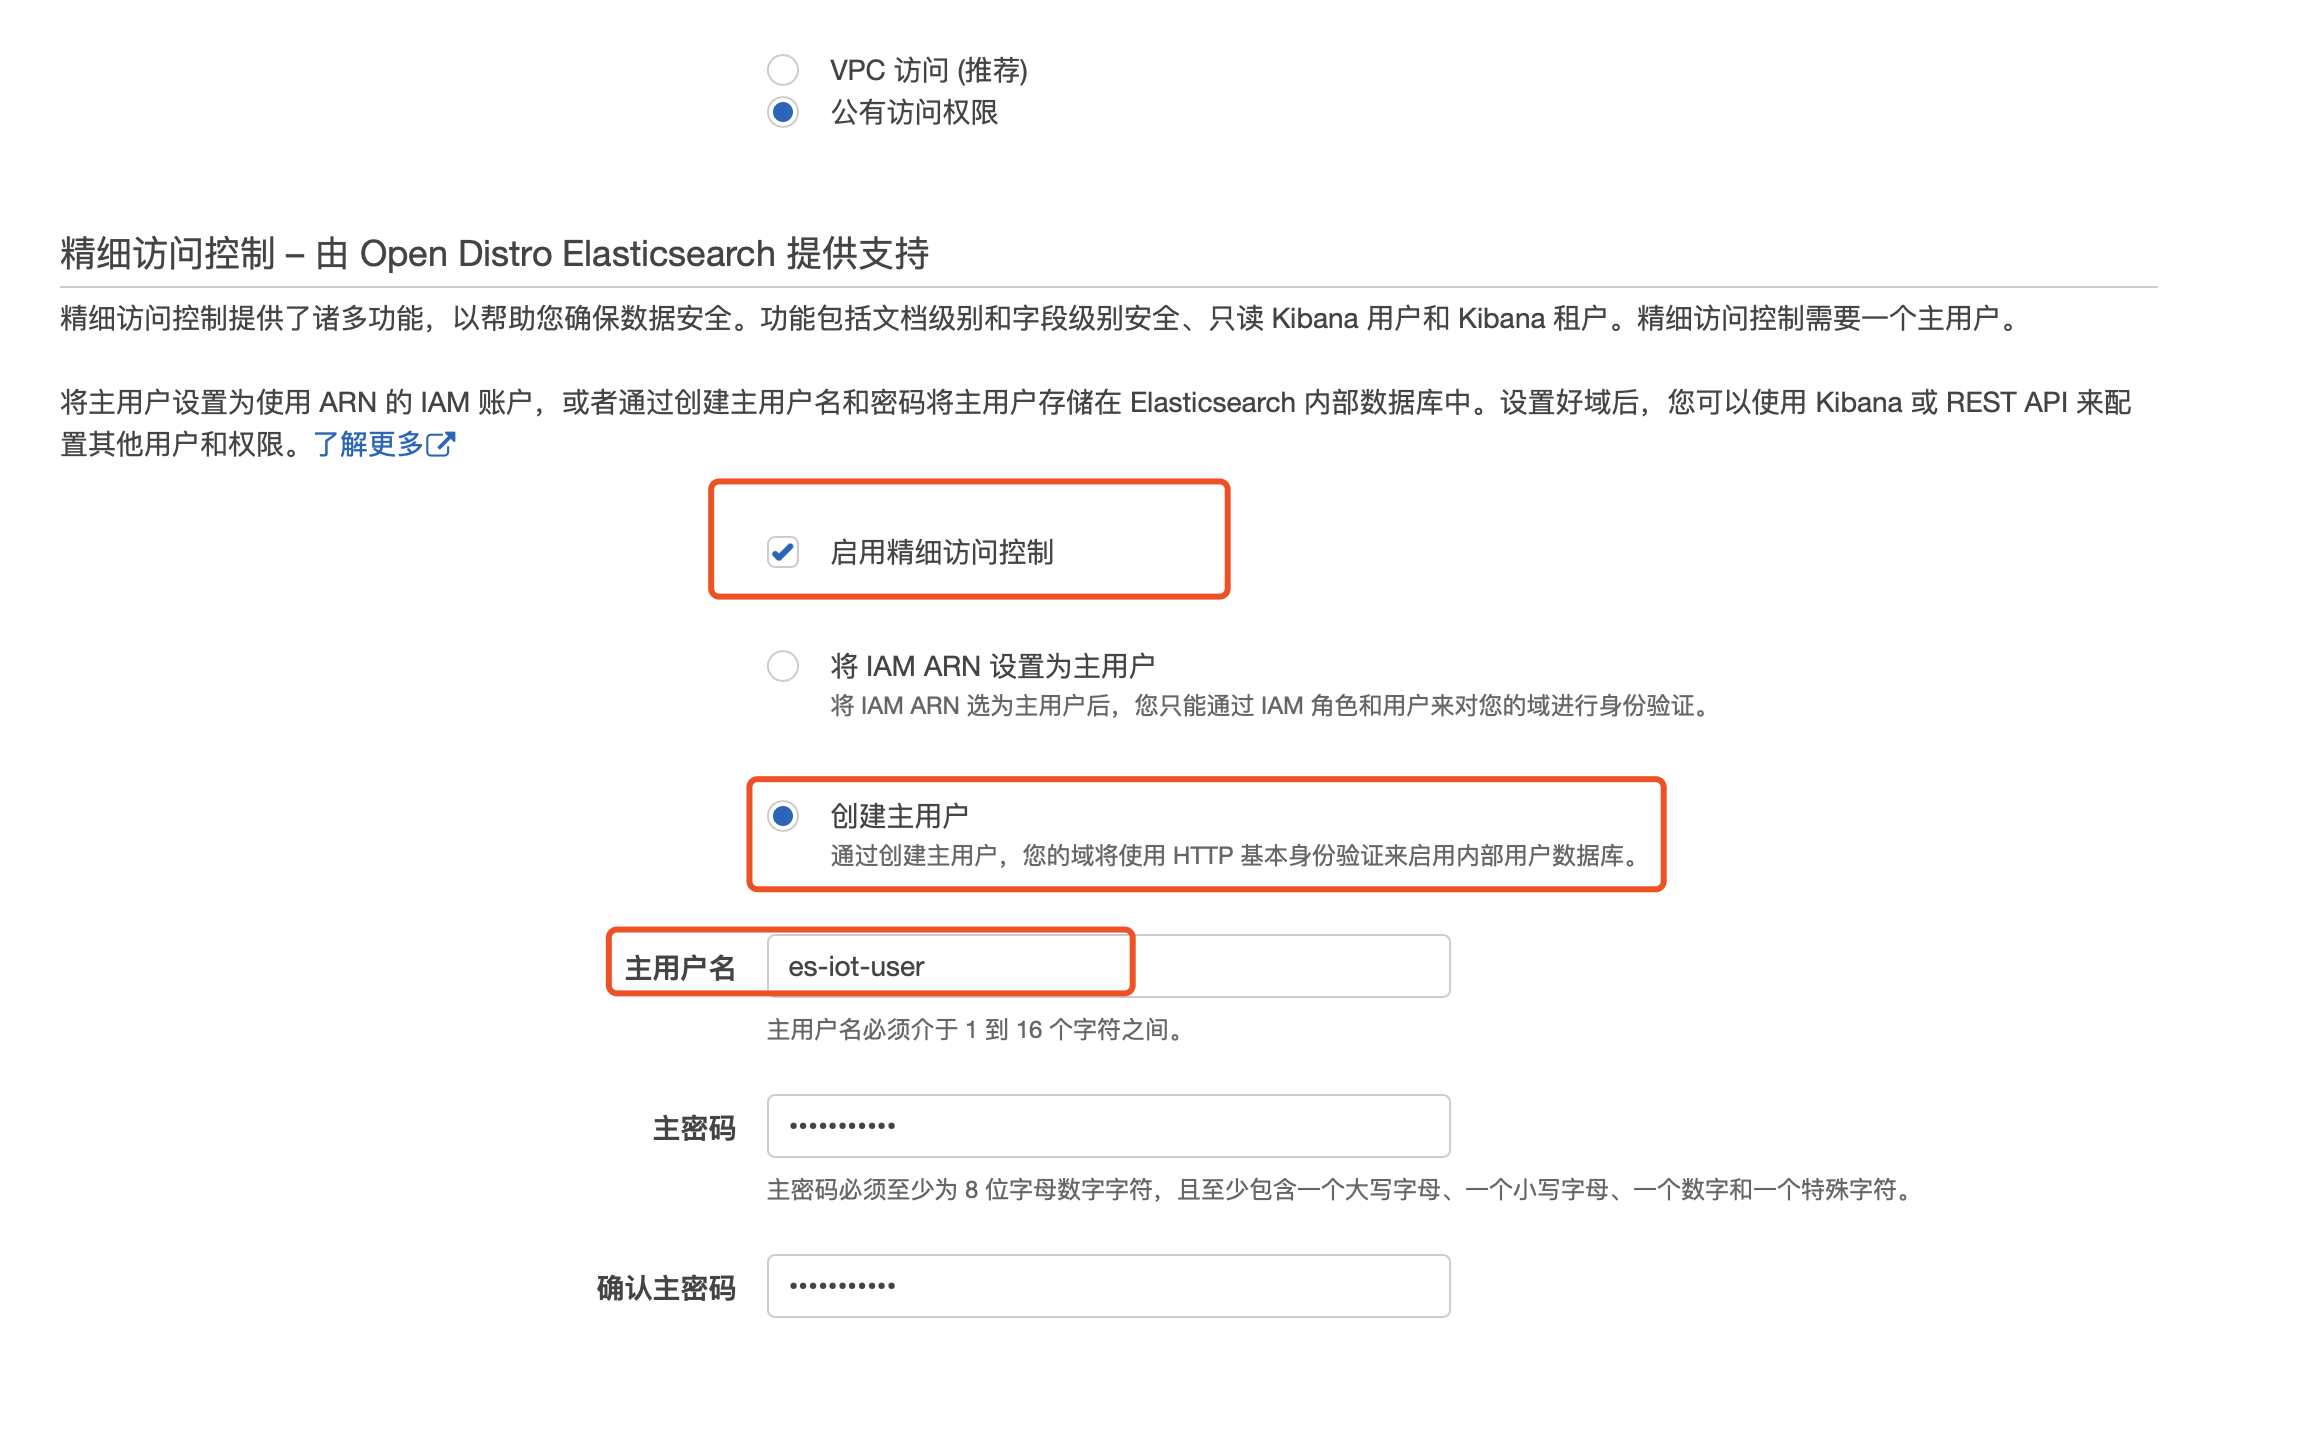 VPC 访问 (推荐)
公有访问权限
精细访问控制 – 由 Open Distro Elasticsearch 提供支持
精细访问控制提供了诸多功能，以帮助您确保数据安全。功能包括文档级别和字段级别安全、只读 Kibana 用户和 Kibana 租户。精细访问控制需要一个主用户。
将主用户设置为使用 ARN 的 IAM 账户，或者通过创建主用户名和密码将主用户存储在 Elasticsearch 内部数据库中。设置好域后，您可以使用 Kibana 或 REST API 来配
置其他用户和权限。了解更多
启用精细访问控制
将 IAM ARN 设置为主用户
将 IAM ARN 选为主用户后，您只能通过 IAM 角色和用户来对您的域进行身份验证。
创建主用户
通过创建主用户，您的域将使用 HTTP 基本身份验证来启用内部用户数据库。
主用户名 es-iot-user
主用户名必须介于 1 到 16 个字符之间。
主密码 •••••••••••
主密码必须至少为 8 位字母数字字符，且至少包含一个大写字母、一个小写字母、一个数字和一个特殊字符。
确认主密码 •••••••••••